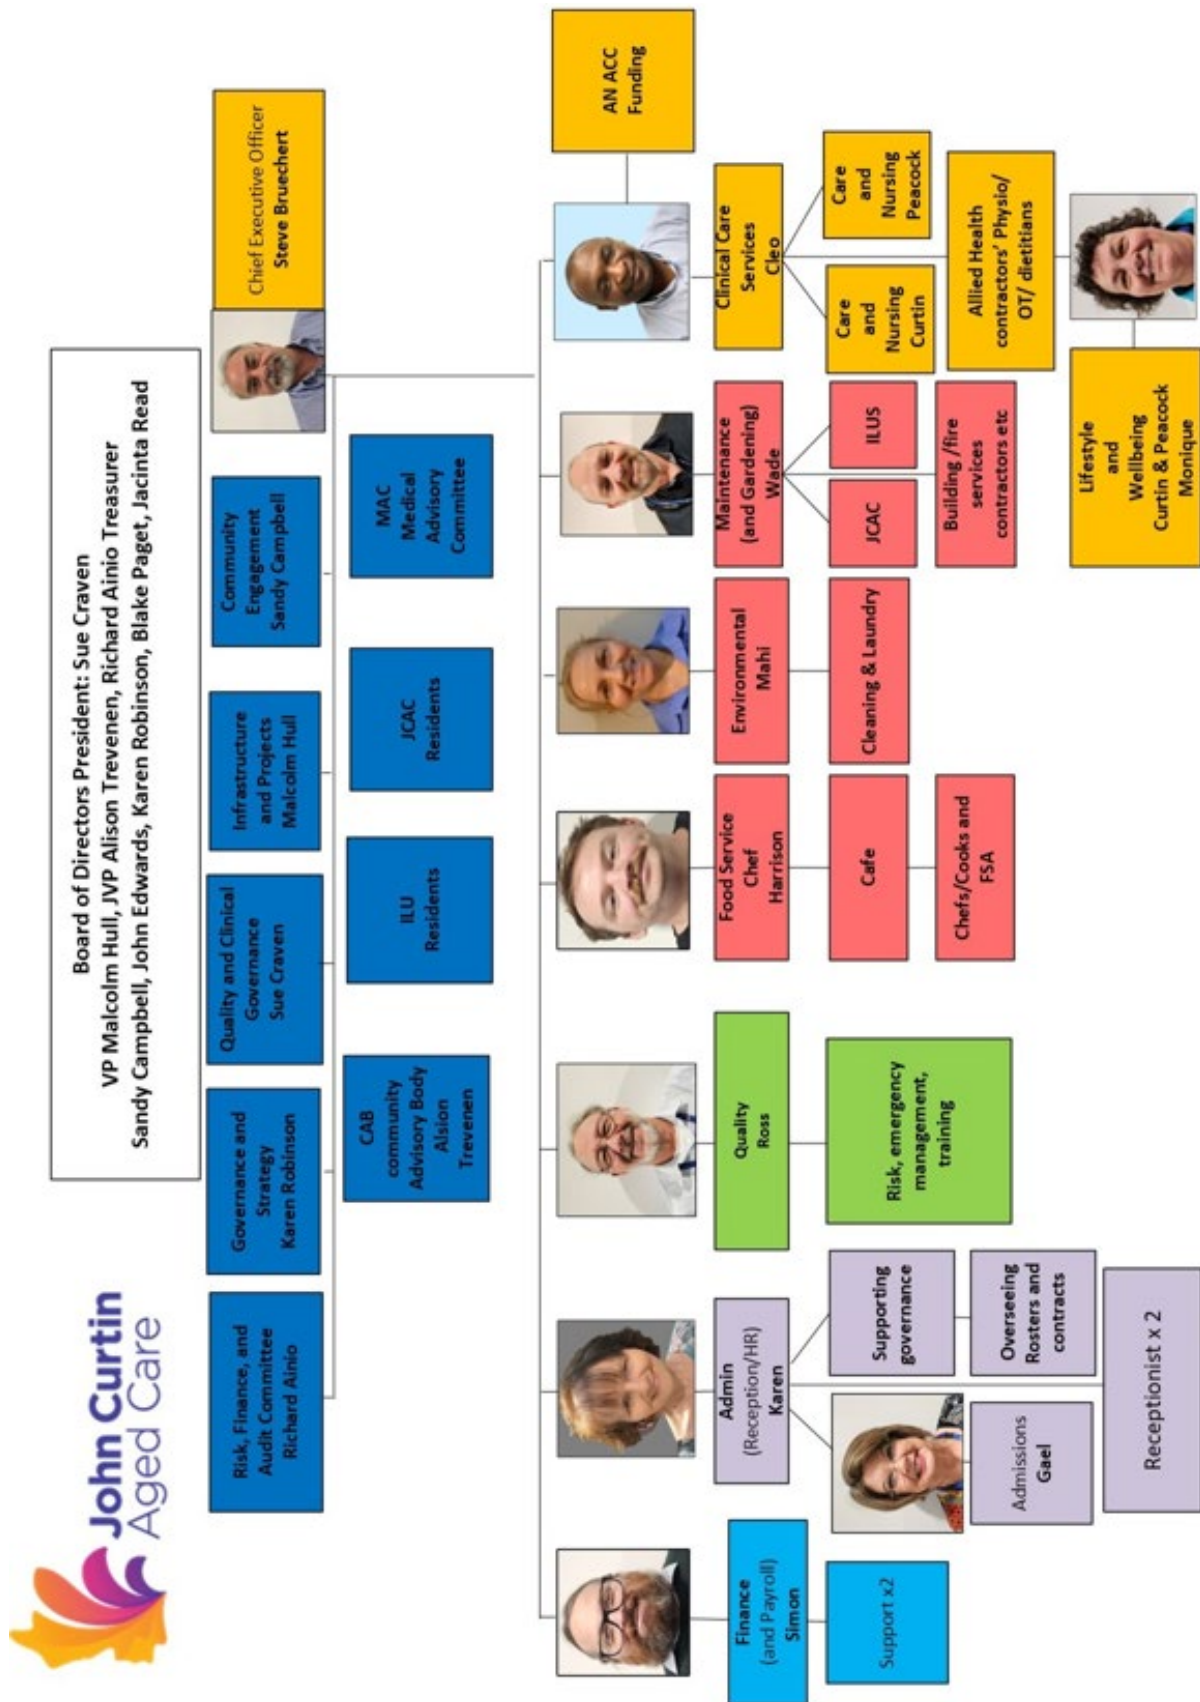 John Curtin
Aged Care
Board of Directors President: Sue Craven
VP Malcolm Hull, JVP Alison Trevenen, Richard Ainio Treasurer
Sandy Campbell, John Edwards, Karen Robinson, Blake Paget, Jacinta Read
Risk, Finance, and
Audit Committee
Richard Ainio
Governance and
Strategy
Karen Robinson
Quality and Clinical
Governance
Sue Craven
Infrastructure
and Projects
Malcolm Hull
Community
Engagement
Sandy Campbell
Chief Executive Officer
Steve Bruechert
CAB
community
Advisory Body
Alsion
Trevenen
ILU
Residents
JCAC
Residents
MAC
Medical
Advisory
Committee
AN ACC
Funding
Finance
(and Payroll)
Simon
Support x2
Admin
(Reception/HR)
Karen
Supporting
governance
Admissions
Gael
Overseeing
Rosters and
contracts
Receptionist x 2
Quality
Ross
Risk, emergency
management,
training
Food Service
Chef
Harrison
Cafe
Chefs/Cooks and
FSA
Environmental
Mahi
Cleaning & Laundry
Maintenance
(and Gardening)
Wade
JCAC
ILUS
Building /fire
services
contractors etc
Clinical Care
Services
Cleo
Care
and
Nursing
Curtin
Care
and
Nursing
Peacock
Allied Health
contractors' Physio/
OT/ dietitians
Lifestyle
and
Wellbeing
Curtin & Peacock
Monique